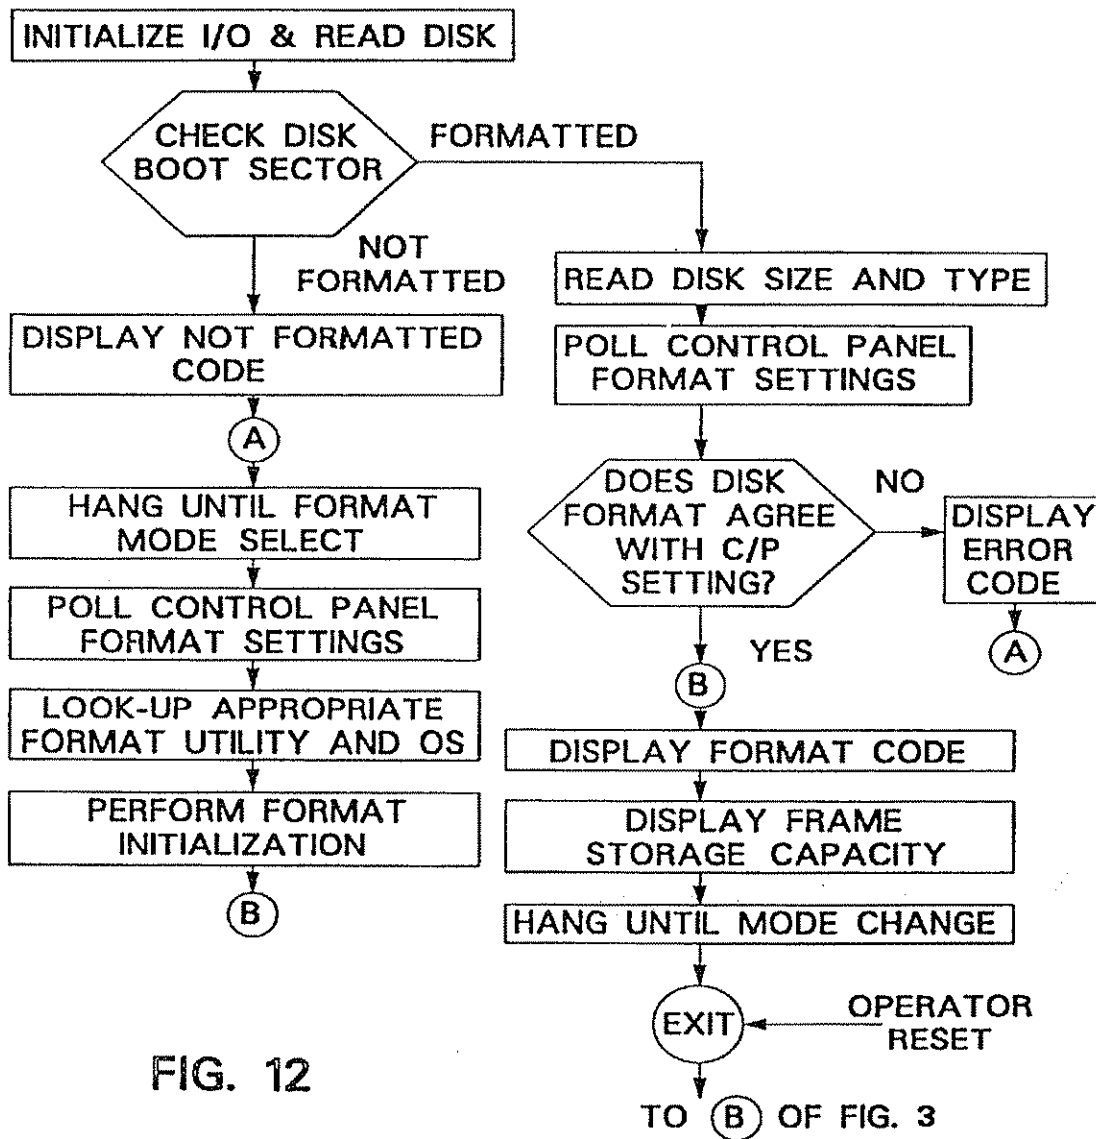 INITIALIZE I/O & READ DISK
CHECK DISK
BOOT SECTOR
FORMATTED
NOT
FORMATTED
DISPLAY NOT FORMATTED
CODE
A
HANG UNTIL FORMAT
MODE SELECT
POLL CONTROL PANEL
FORMAT SETTINGS
LOOK-UP APPROPRIATE
FORMAT UTILITY AND OS
PERFORM FORMAT
INITIALIZATION
B
READ DISK SIZE AND TYPE
POLL CONTROL PANEL
FORMAT SETTINGS
DOES DISK
FORMAT AGREE
WITH C/P
SETTING?
NO
DISPLAY
ERROR
CODE
A
YES
B
DISPLAY FORMAT CODE
DISPLAY FRAME
STORAGE CAPACITY
HANG UNTIL MODE CHANGE
EXIT
OPERATOR
RESET
TO B OF FIG. 3
FIG. 12